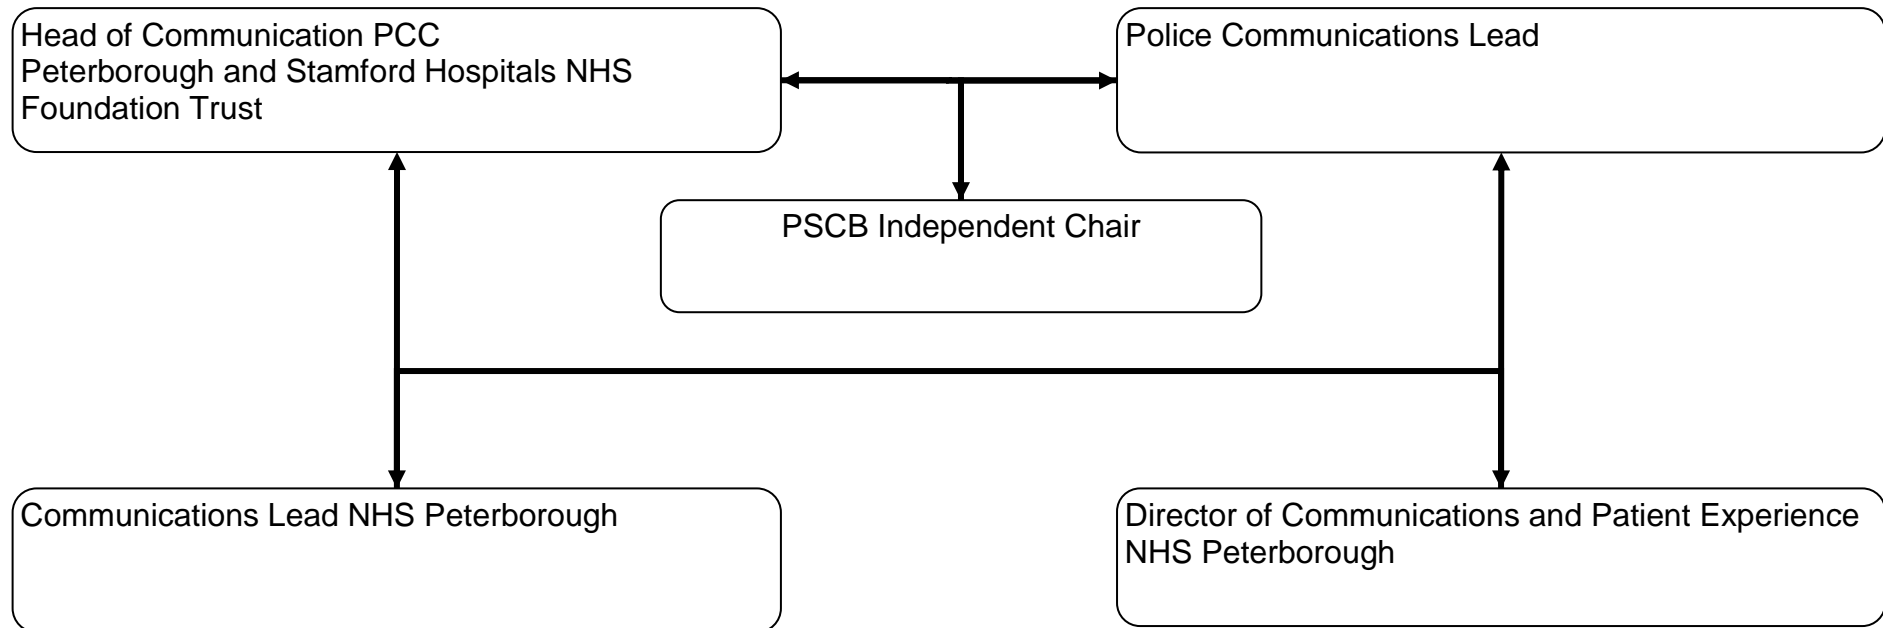 Head of Communication PCC
Peterborough and Stamford Hospitals NHS
Foundation Trust
Police Communications Lead
PSCB Independent Chair
Communications Lead NHS Peterborough
Director of Communications and Patient Experience
NHS Peterborough